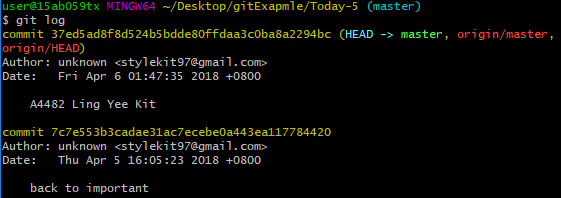 user@15ab059tx MINGW64 ~/Desktop/gitExapmle/Today-5 (master)
$ git log
commit 37ed5ad8f8d524b5bdde80ffdaa3c0ba8a2294bc (HEAD -> master, origin/master,
origin/HEAD)
Author: unknown <stylekit97@gmail.com>
Date:   Fri Apr 6 01:47:35 2018 +0800
    A4482 Ling Yee Kit
commit 7c7e553b3cadae31ac7ecebe0a443ea117784420
Author: unknown <stylekit97@gmail.com>
Date:   Thu Apr 5 16:05:23 2018 +0800
    back to important